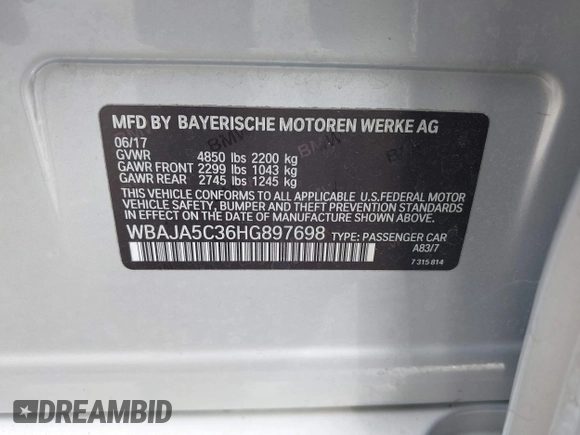 MFD BY BAYERISCHE MOTOREN WERKE AG
06/17
GVWR 4850 lbs 2200 kg
GAWR FRONT 2299 lbs 1043 kg
GAWR REAR 2745 lbs 1245 kg
THIS VEHICLE CONFORMS TO ALL APPLICABLE U.S.FEDERAL MOTOR
VEHICLE SAFETY, BUMPER AND THEFT PREVENTION STANDARDS
IN EFFECT ON THE DATE OF MANUFACTURE SHOWN ABOVE.
WBAJA5C36HG897698 TYPE: PASSENGER CAR
A83/7
7 315 814
DREAMBID